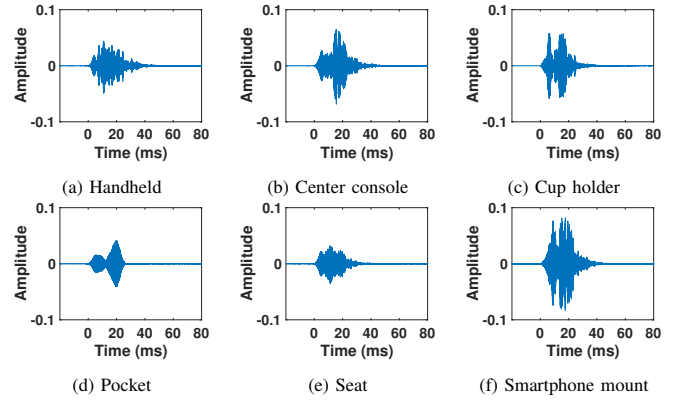 0.1 0.1 0.1
Amplitude Amplitude Amplitude
0 0 0
-0.1 -0.1 -0.1
0 20 40 60 80 0 20 40 60 80 0 20 40 60 80
Time (ms) Time (ms) Time (ms)
(a) Handheld (b) Center console (c) Cup holder
0.1 0.1 0.1
Amplitude Amplitude Amplitude
0 0 0
-0.1 -0.1 -0.1
0 20 40 60 80 0 20 40 60 80 0 20 40 60 80
Time (ms) Time (ms) Time (ms)
(d) Pocket (e) Seat (f) Smartphone mount